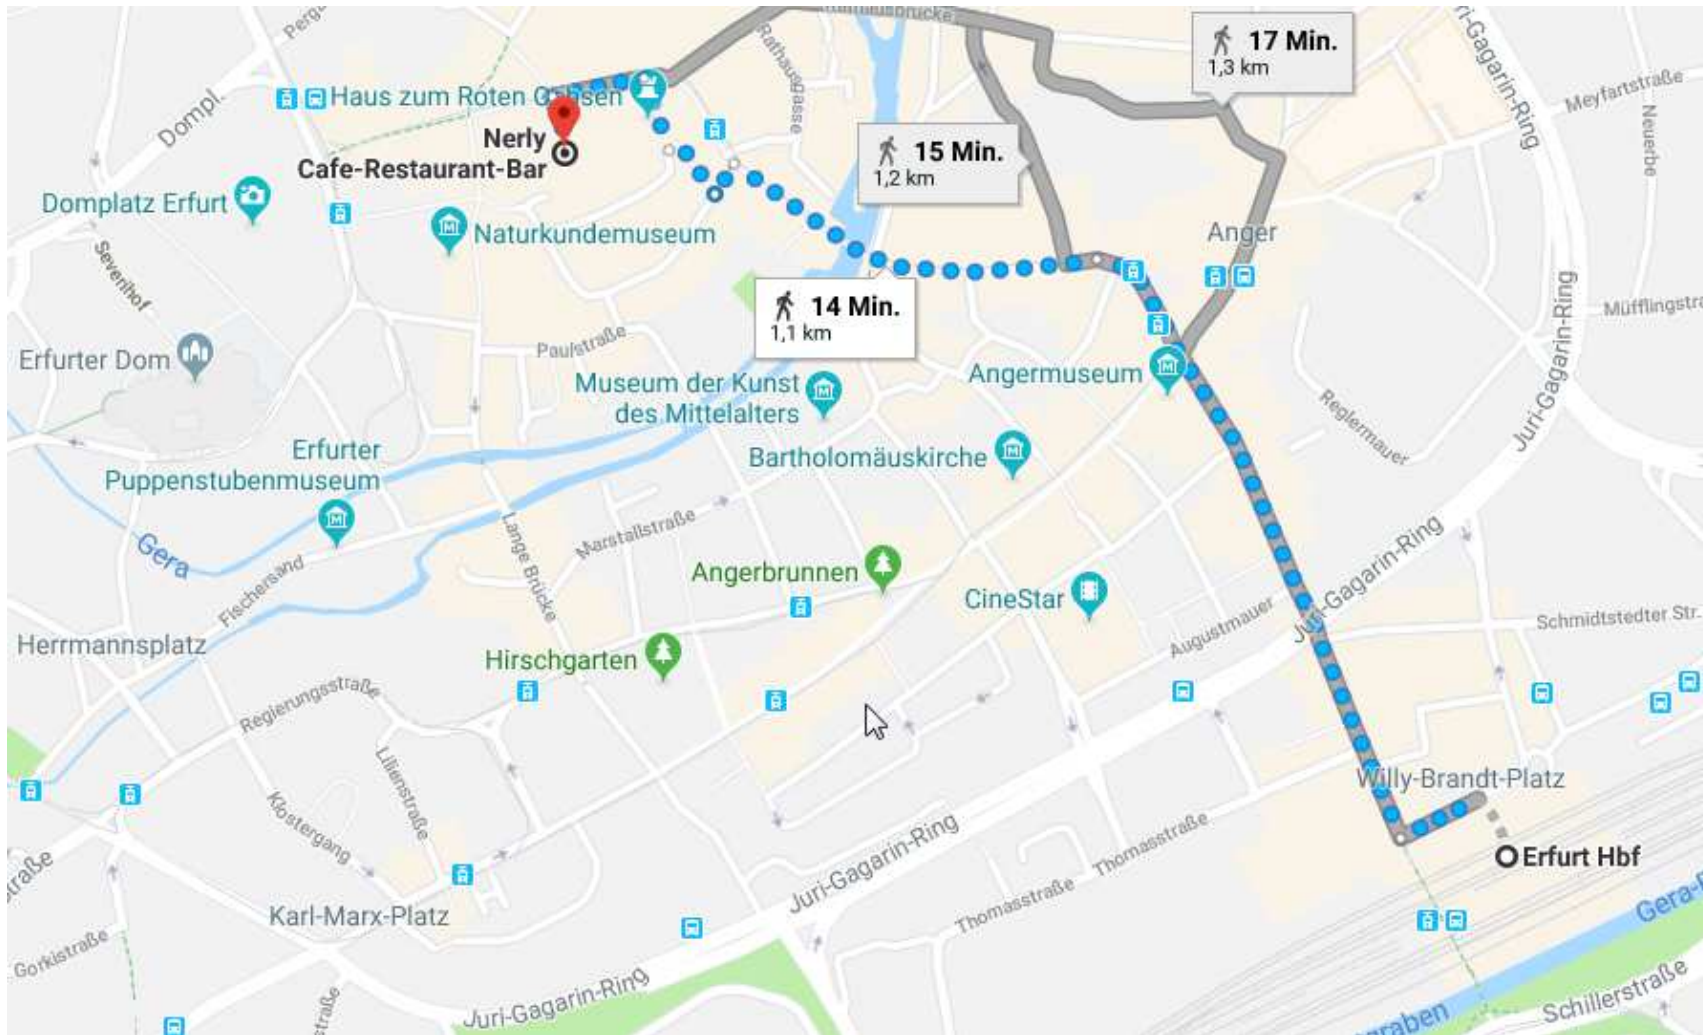 17 Min.
1,3 km
Juri-Gagarin-Ring
Meyfartstraße
Neuerbe
Rathausgasse
Haus zum Roten Ochsen
Dompl.
Nerly
Cafe-Restaurant-Bar
15 Min.
1,2 km
Domplatz Erfurt
Naturkundemuseum
Anger
Severihof
14 Min.
1,1 km
Juri-Gagarin-Ring
Erfurter Dom
Paulstraße
Museum der Kunst
des Mittelalters
Angermuseum
Reglermauer
Erfurter
Puppenstubenmuseum
Bartholomäuskirche
Gera
Fischersand
Lange Brücke
Marstallstraße
Angerbrunnen
CineStar
Juri-Gagarin-Ring
Augustmauer
Schmidtstedter Str.
Herrmannsplatz
Hirschgarten
Regierungsstraße
Lilienstraße
Klostergang
Willy-Brandt-Platz
Erfurt Hbf
Juri-Gagarin-Ring
Thomasstraße
Thomasstraße
Karl-Marx-Platz
Gorkistraße
Juri-Gagarin-Ring
Schillerstraße